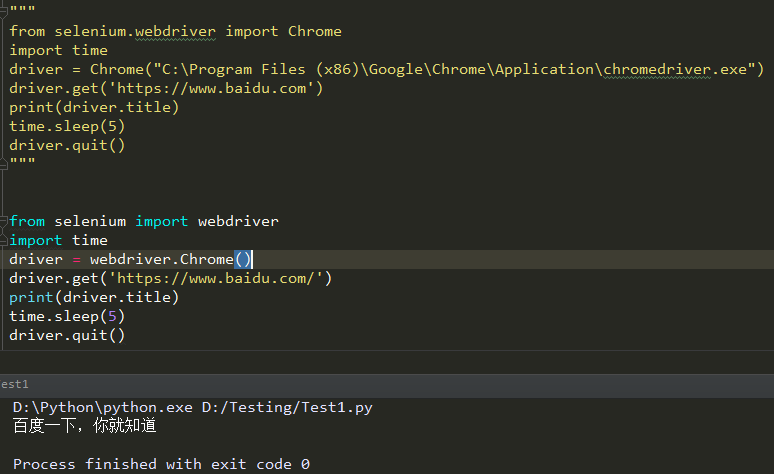 """
from selenium.webdriver import Chrome
import time
driver = Chrome("C:\Program Files (x86)\Google\Chrome\Application\chromedriver.exe")
driver.get('https://www.baidu.com')
print(driver.title)
time.sleep(5)
driver.quit()
"""
from selenium import webdriver
import time
driver = webdriver.Chrome()
driver.get('https://www.baidu.com/')
print(driver.title)
time.sleep(5)
driver.quit()
est1
D:\Python\python.exe D:/Testing/Test1.py
百度一下，你就知道
Process finished with exit code 0